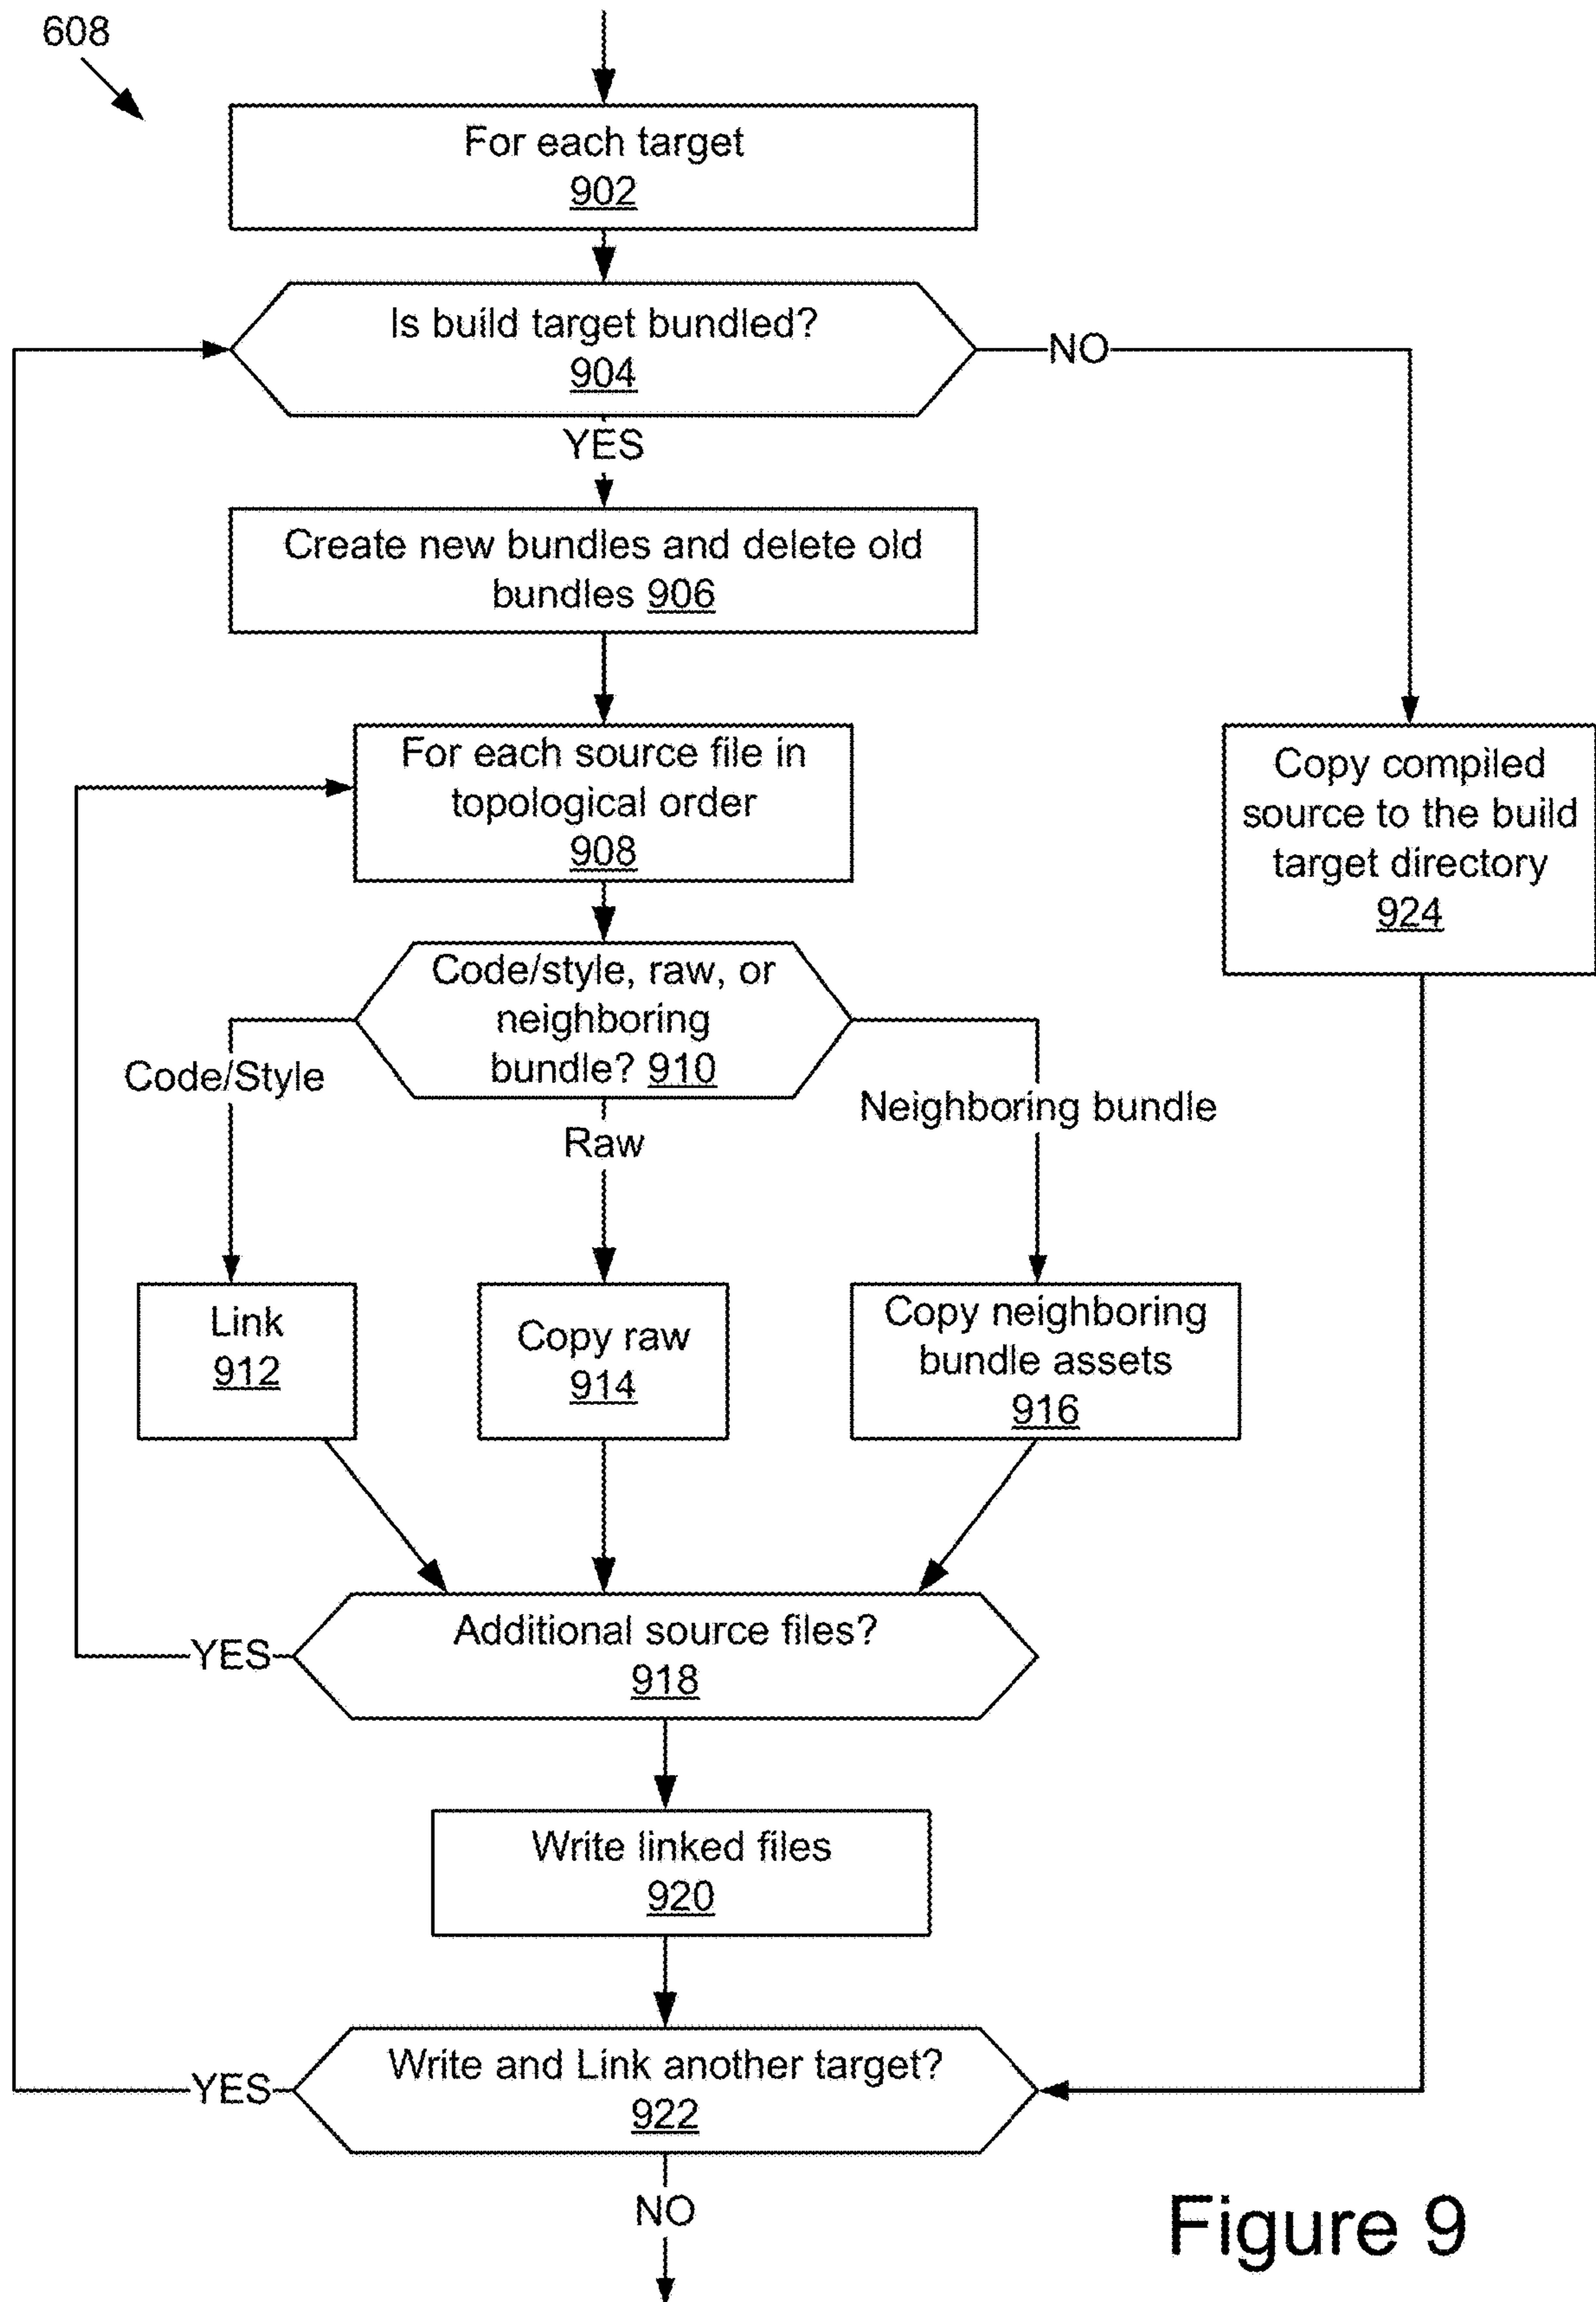 608
For each target
902
Is build target bundled?
904
NO
YES
Create new bundles and delete old
bundles 906
For each source file in
topological order
908
Copy compiled
source to the build
target directory
924
Code/style, raw, or
neighboring
bundle? 910
Code/Style
Raw
Neighboring bundle
Link
912
Copy raw
914
Copy neighboring
bundle assets
916
Additional source files?
918
YES
Write linked files
920
Write and Link another target?
922
YES
NO
Figure 9